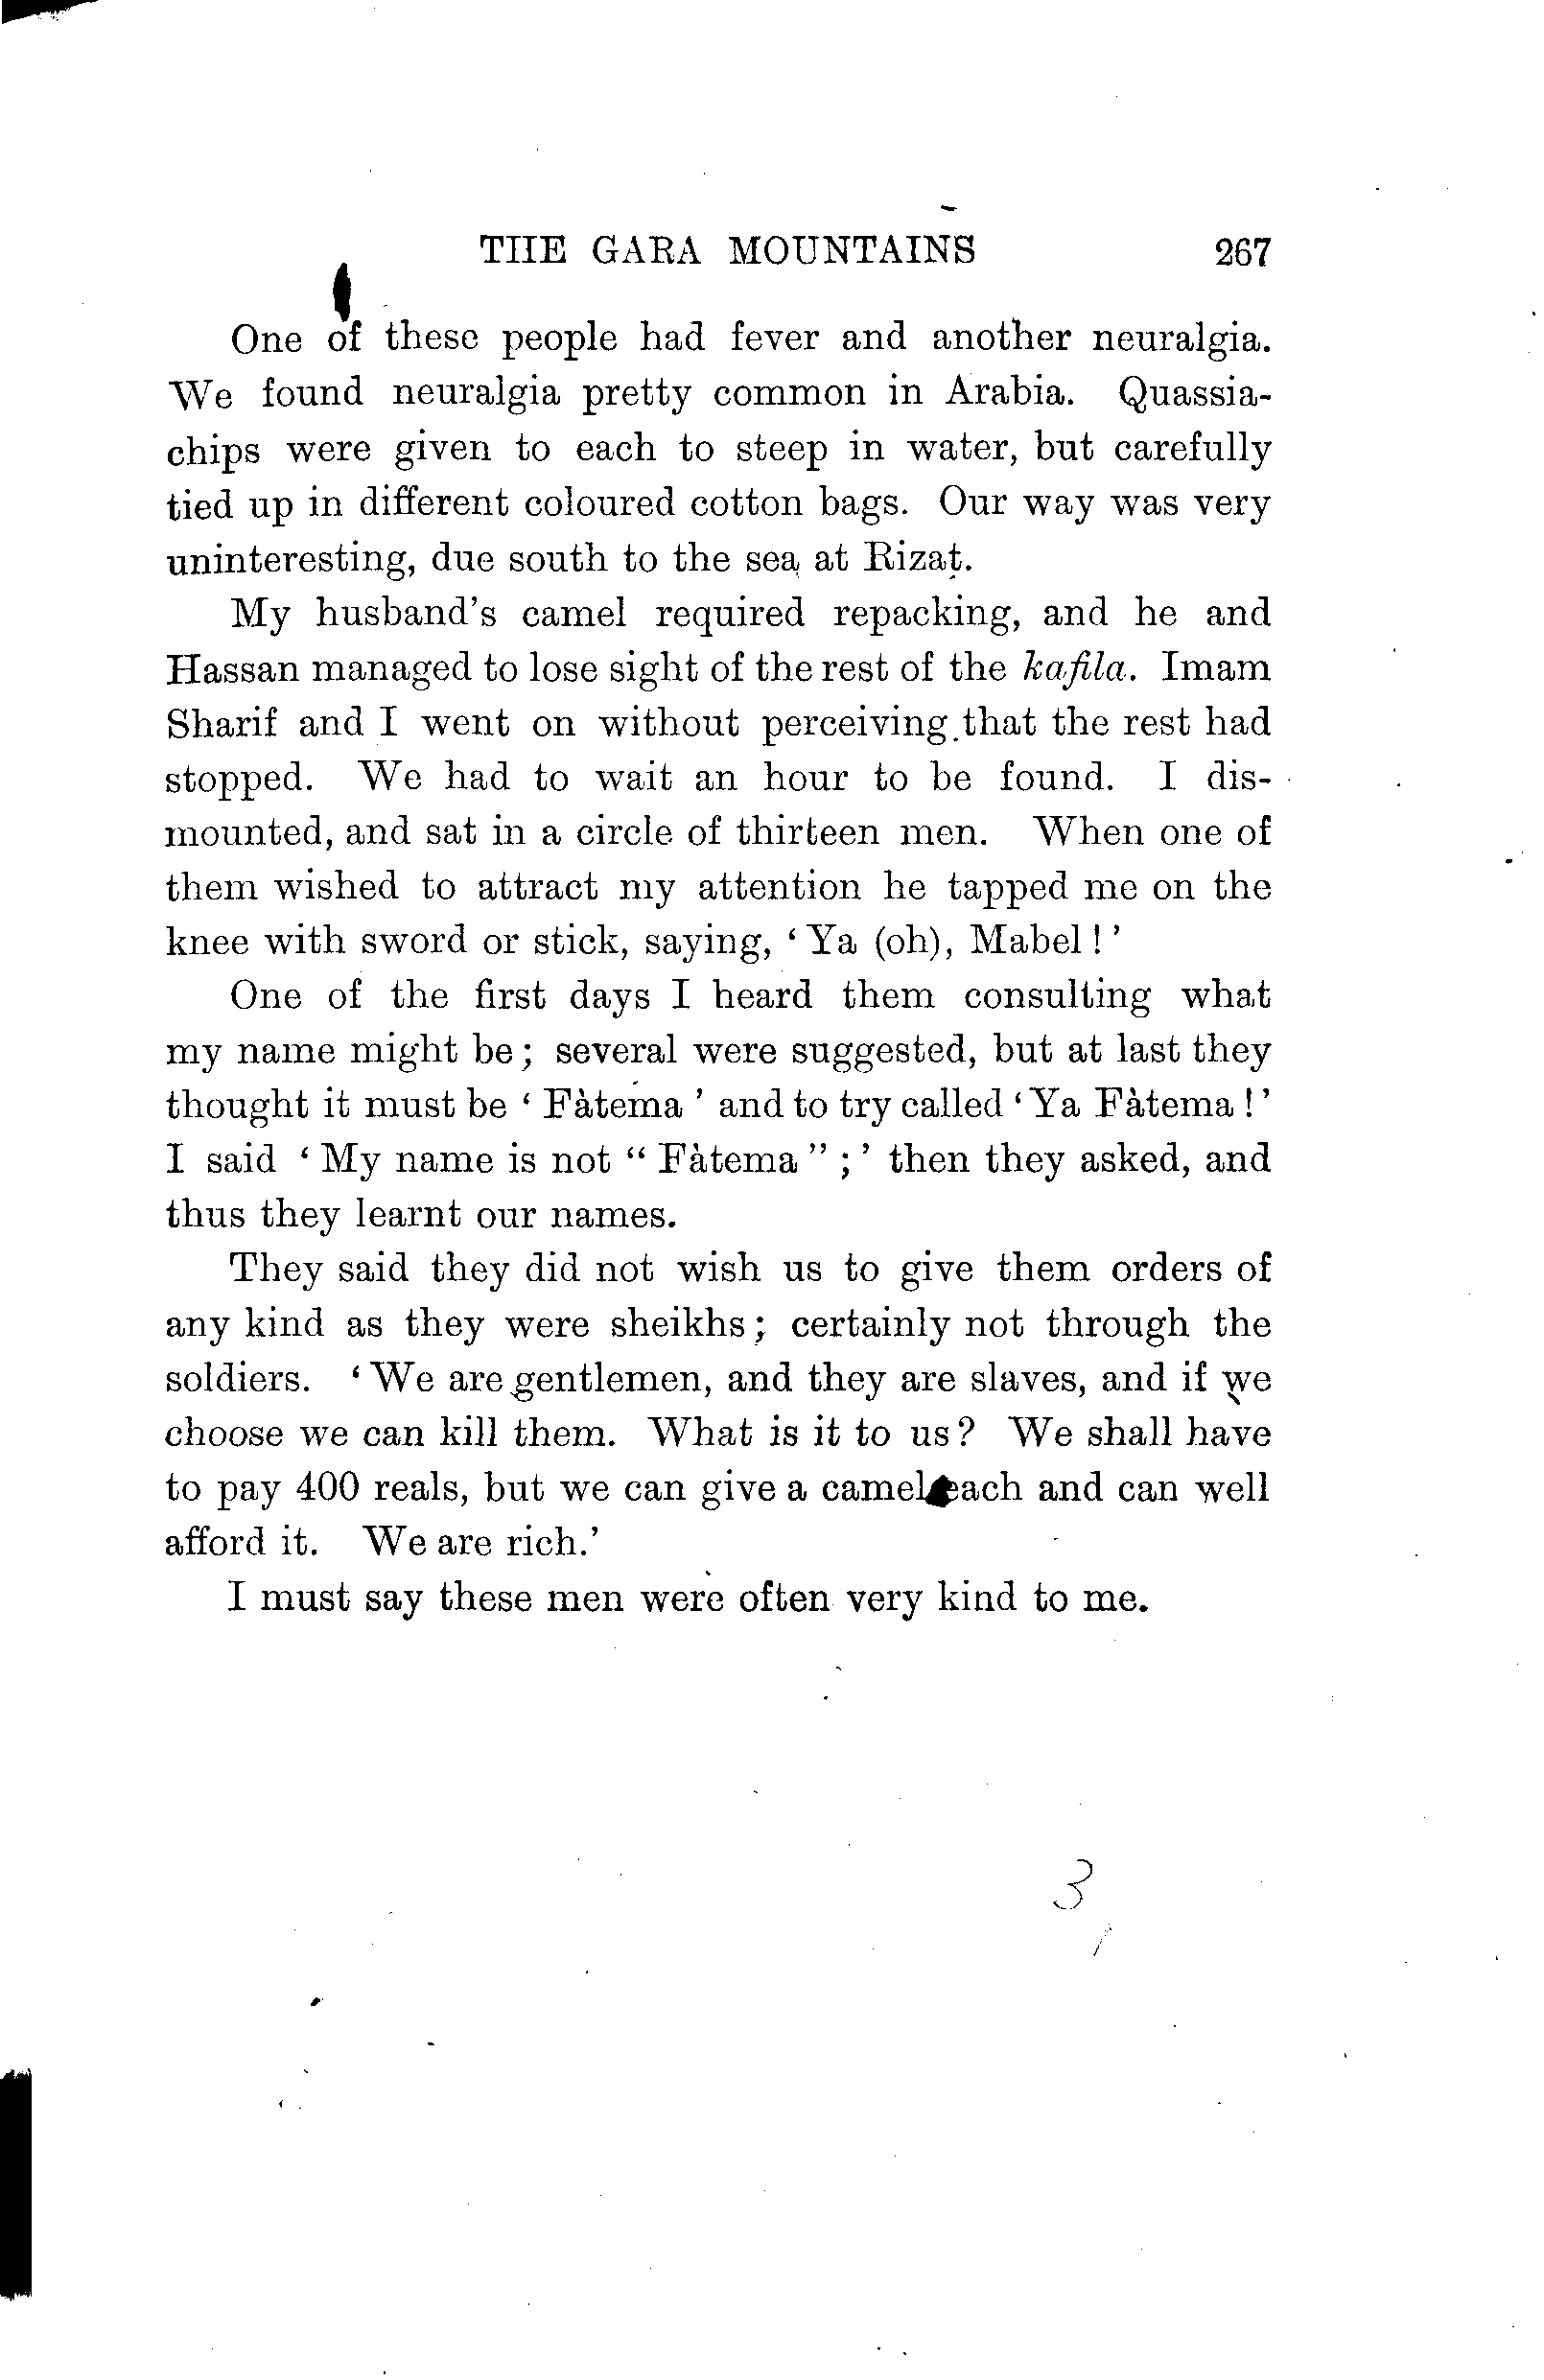 THE GARA MOUNTAINS 267
One of these people had fever and another neuralgia.
We found neuralgia pretty common in Arabia. Quassia-
chips were given to each to steep in water, but carefully
tied up in different coloured cotton bags. Our way was very
uninteresting, due south to the sea at Rizat.
My husband's camel required repacking, and he and
Hassan managed to lose sight of the rest of the kafila. Imam
Sharif and I went on without perceiving that the rest had
stopped. We had to wait an hour to be found. I dis-
mounted, and sat in a circle of thirteen men. When one of
them wished to attract my attention he tapped me on the
knee with sword or stick, saying, ‘Ya (oh), Mabel!’
One of the first days I heard them consulting what
my name might be; several were suggested, but at last they
thought it must be ‘Fàtema’ and to try called ‘Ya Fàtema!’
I said ‘My name is not “Fàtema”;’ then they asked, and
thus they learnt our names.
They said they did not wish us to give them orders of
any kind as they were sheikhs; certainly not through the
soldiers. ‘We are gentlemen, and they are slaves, and if we
choose we can kill them. What is it to us? We shall have
to pay 400 reals, but we can give a camel each and can well
afford it. We are rich.’
I must say these men were often very kind to me.
3